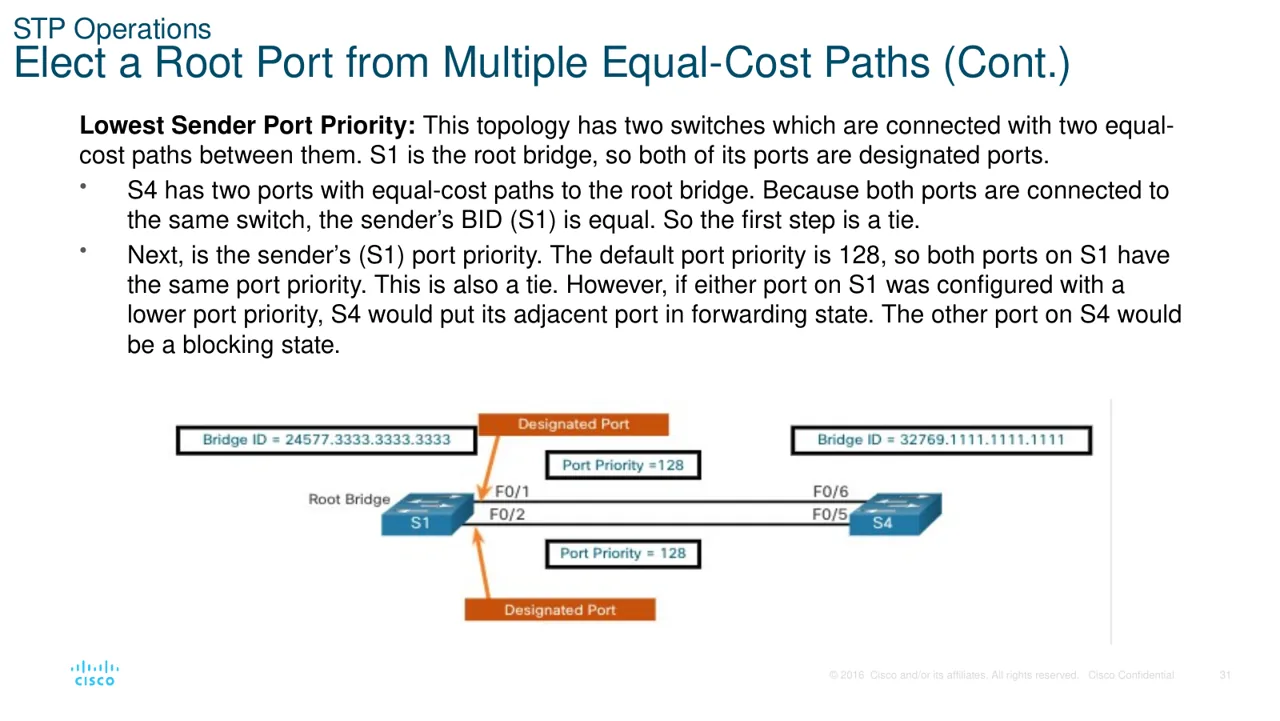 STP Operations
Elect a Root Port from Multiple Equal-Cost Paths (Cont.)
Lowest Sender Port Priority: This topology has two switches which are connected with two equal-
cost paths between them. S1 is the root bridge, so both of its ports are designated ports.
• S4 has two ports with equal-cost paths to the root bridge. Because both ports are connected to
the same switch, the sender's BID (S1) is equal. So the first step is a tie.
• Next, is the sender's (S1) port priority. The default port priority is 128, so both ports on S1 have
the same port priority. This is also a tie. However, if either port on S1 was configured with a
lower port priority, S4 would put its adjacent port in forwarding state. The other port on S4 would
be a blocking state.
Designated Port
Bridge ID = 24577.3333.3333.3333
Bridge ID = 32769.1111.1111.1111
Port Priority =128
Root Bridge
F0/1
F0/6
S1
F0/2
F0/5
S4
Port Priority = 128
Designated Port
CISCO
© 2016 Cisco and/or its affiliates. All rights reserved. Cisco Confidential
31